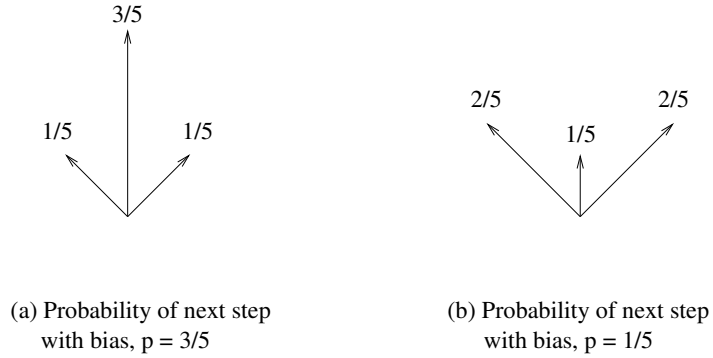 3/5
1/5
1/5
2/5
1/5
2/5
(a) Probability of next step
with bias, p = 3/5
(b) Probability of next step
with bias, p = 1/5